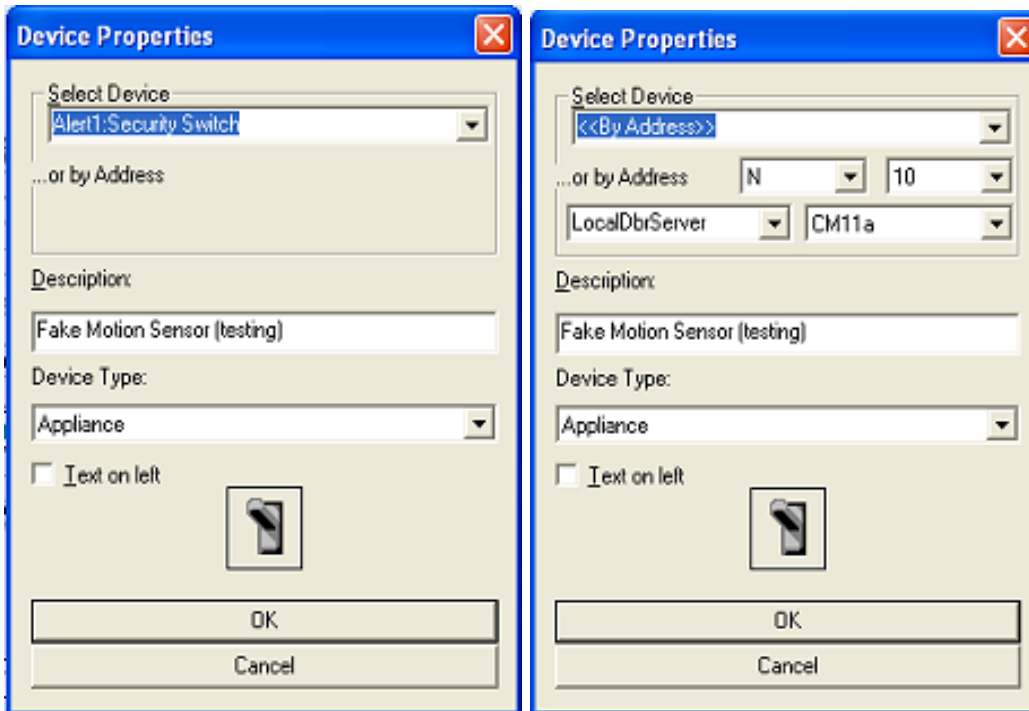 Device Properties
Select Device
Alert1:Security Switch
...or by Address
Description:
Fake Motion Sensor (testing)
Device Type:
Appliance
Text on left
OK
Cancel
Device Properties
Select Device
<<By Address>>
...or by Address N 10
LocalDbrServer CM11a
Description:
Fake Motion Sensor (testing)
Device Type:
Appliance
Text on left
OK
Cancel